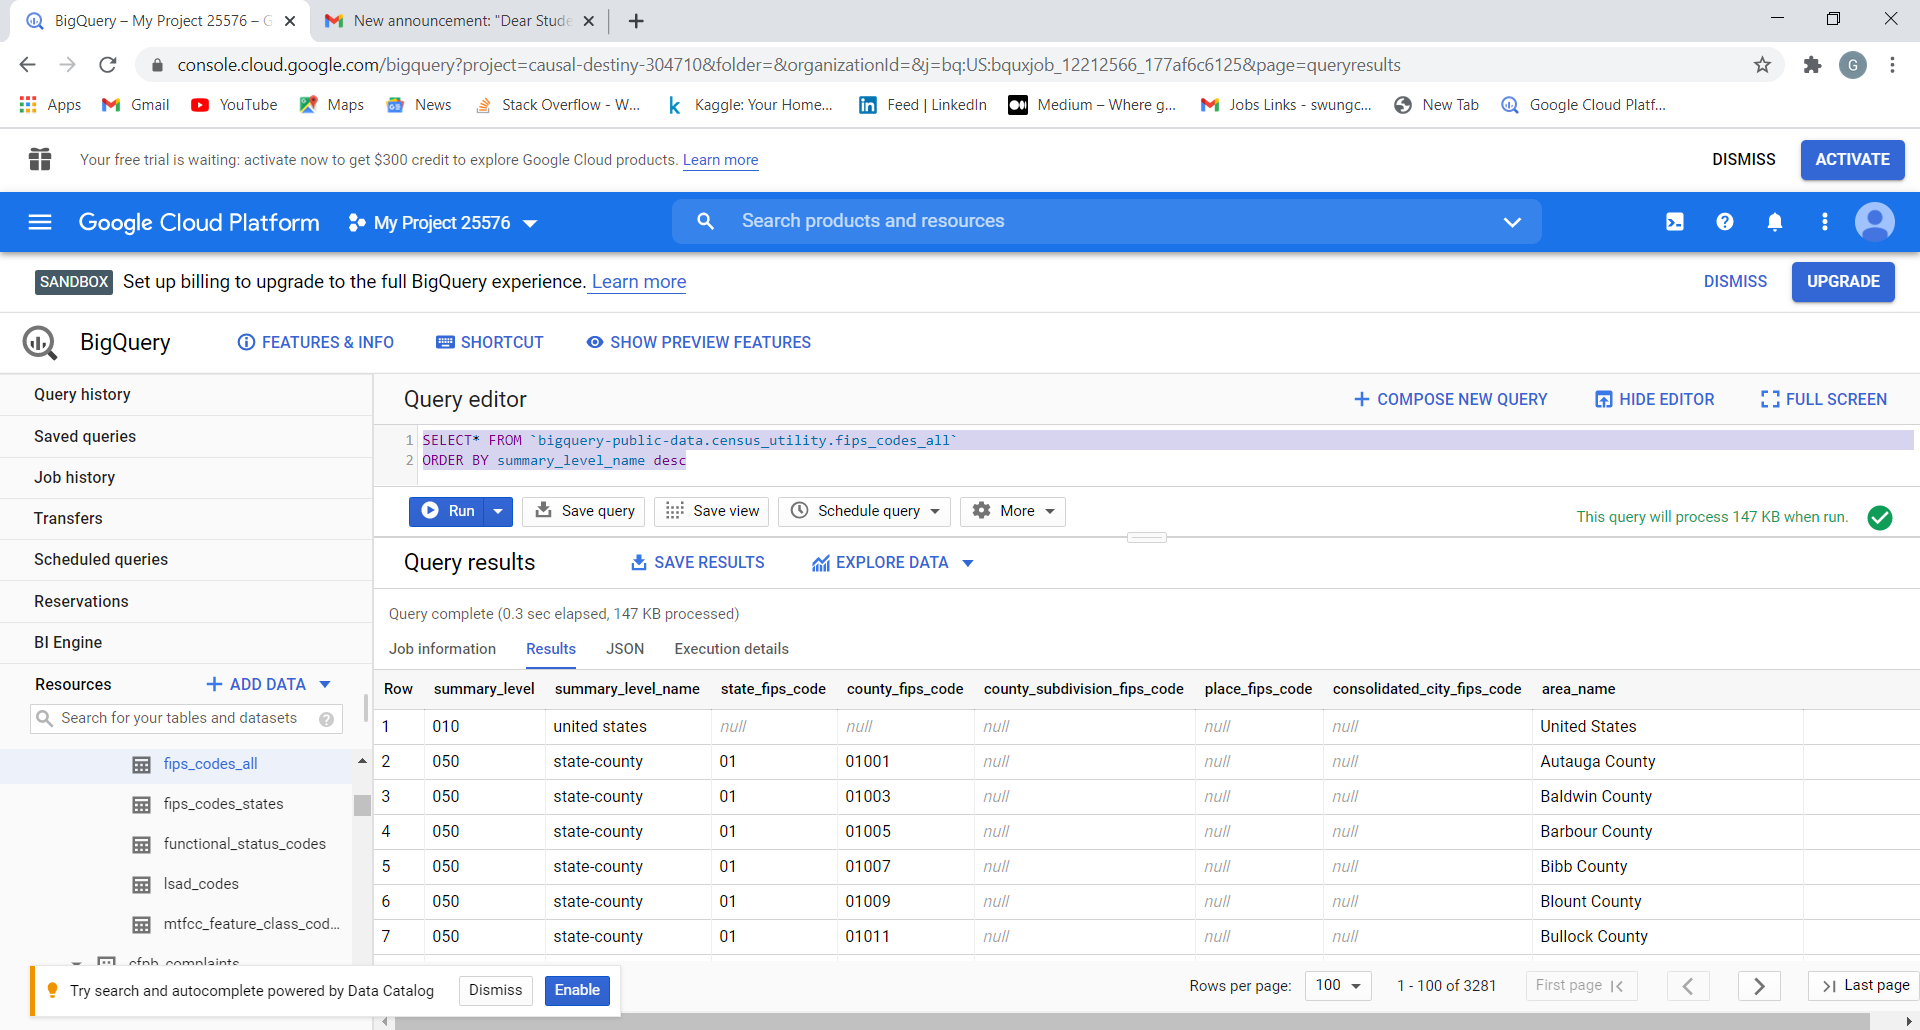 BigQuery – My Project 25576 – G
New announcement: "Dear Stude
console.cloud.google.com/bigquery?project=causal-destiny-304710&folder=&organizationId=&j=bq:US:bquxjob_12212566_177af6c6125&page=queryresults
G
Apps Gmail YouTube Maps News Stack Overflow - W... Kaggle: Your Home... Feed | LinkedIn Medium – Where g... Jobs Links - swungc... New Tab Google Cloud Platf...
Your free trial is waiting: activate now to get $300 credit to explore Google Cloud products. Learn more
DISMISS ACTIVATE
Google Cloud Platform My Project 25576 Search products and resources
SANDBOX Set up billing to upgrade to the full BigQuery experience. Learn more
DISMISS UPGRADE
BigQuery FEATURES & INFO SHORTCUT SHOW PREVIEW FEATURES
Query history
Saved queries
Job history
Transfers
Scheduled queries
Reservations
BI Engine
Resources ADD DATA
Search for your tables and datasets
fips_codes_all
fips_codes_states
functional_status_codes
lsad_codes
mtfcc_feature_class_cod...
cfpb_complaints
Try search and autocomplete powered by Data Catalog Dismiss Enable
Query editor COMPOSE NEW QUERY HIDE EDITOR FULL SCREEN
1 SELECT* FROM `bigquery-public-data.census_utility.fips_codes_all`
2 ORDER BY summary_level_name desc
Run Save query Save view Schedule query More
This query will process 147 KB when run.
Query results SAVE RESULTS EXPLORE DATA
Query complete (0.3 sec elapsed, 147 KB processed)
Job information Results JSON Execution details
Row summary_level summary_level_name state_fips_code county_fips_code county_subdivision_fips_code place_fips_code consolidated_city_fips_code area_name
1 010 united states null null null null null United States
2 050 state-county 01 01001 null null null Autauga County
3 050 state-county 01 01003 null null null Baldwin County
4 050 state-county 01 01005 null null null Barbour County
5 050 state-county 01 01007 null null null Bibb County
6 050 state-county 01 01009 null null null Blount County
7 050 state-county 01 01011 null null null Bullock County
Rows per page: 100 1 - 100 of 3281 First page Last page